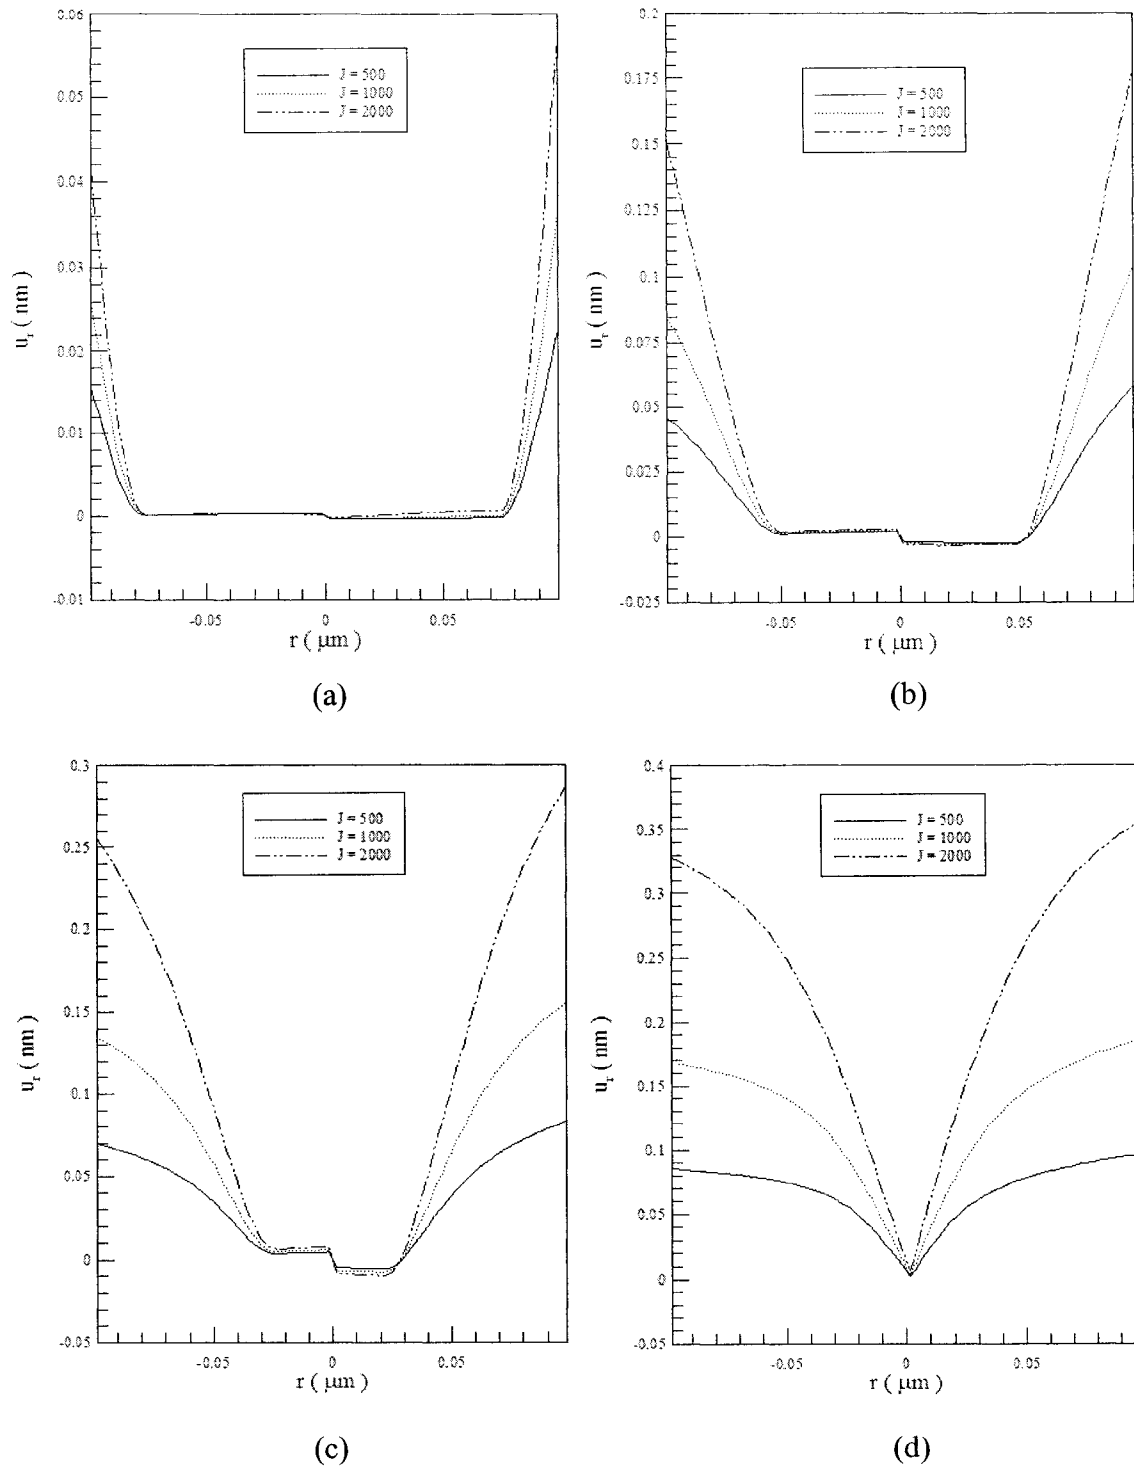 0.06
0.05
0.04
0.03
0.02
0.01
0
-0.01
u_r ( nm )
J = 500
J = 1000
J = 2000
-0.05
0
0.05
r ( μm )
(a)
0.2
0.175
0.15
0.125
0.1
0.075
0.05
0.025
0
-0.025
u_r ( nm )
J = 500
J = 1000
J = 2000
-0.05
0
0.05
r ( μm )
(b)
0.3
0.25
0.2
0.15
0.1
0.05
0
-0.05
u_r ( nm )
J = 500
J = 1000
J = 2000
-0.05
0
0.05
r ( μm )
(c)
0.4
0.35
0.3
0.25
0.2
0.15
0.1
0.05
0
-0.05
u_r ( nm )
J = 500
J = 1000
J = 2000
-0.05
0
0.05
r ( μm )
(d)